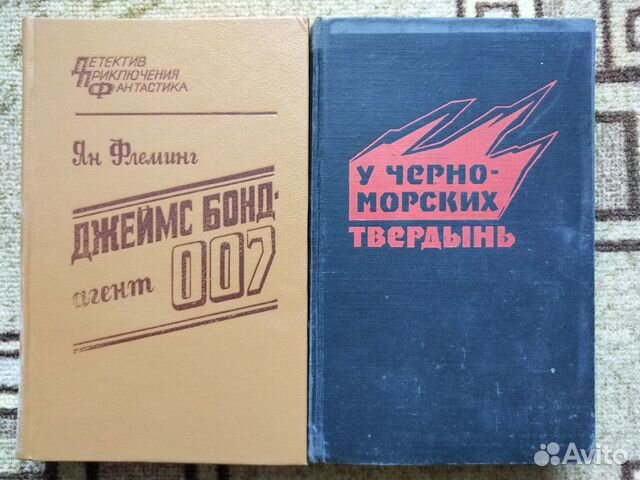 Детектив
Приключения
Фантастика
Ян Флеминг
ДЖЕЙМС БОНД-
агент 007
У ЧЕРНО-
МОРСКИХ
ТВЕРДЫНЬ
Avito